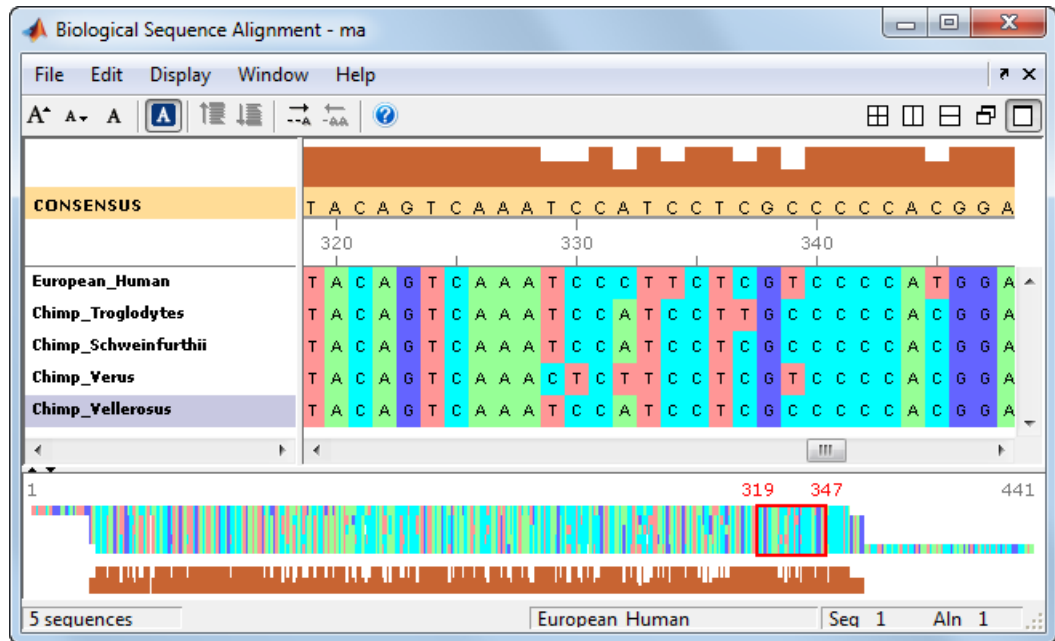 Biological Sequence Alignment - ma
File Edit Display Window Help
CONSENSUS T A C A G T C A A A T C C A T C C T C G C C C C C A C G G A
320 330 340
European_Human T A C A G T C A A A T C C C T T C T C G T C C C C A T G G A
Chimp_Troglodytes T A C A G T C A A A T C C A T C C T T G C C C C C A C G G A
Chimp_Schweinfurthii T A C A G T C A A A T C C A T C C T C G C C C C C A C G G A
Chimp_Verus T A C A G T C A A A C T C T T C C T C G T C C C C A C G G A
Chimp_Vellerosus T A C A G T C A A A T C C A T C C T C G C C C C C A C G G A
1 319 347 441
5 sequences European Human Seq 1 Aln 1